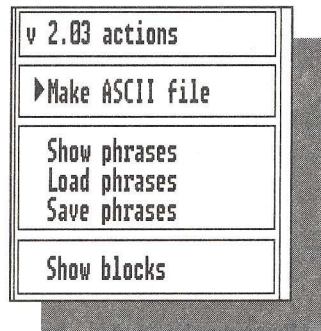 v 2.03 actions
▶Make ASCII file
Show phrases
Load phrases
Save phrases
Show blocks